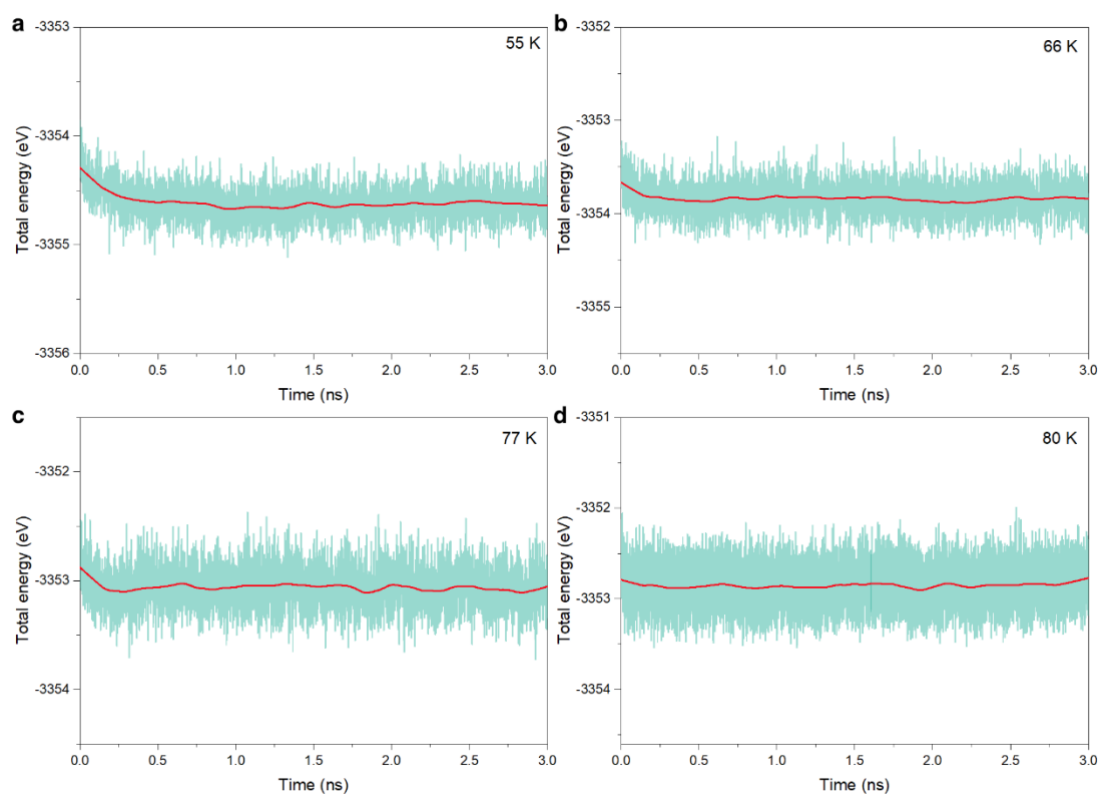 a
55 K
-3353
-3354
-3355
-3356
Total energy (eV)
0.0 0.5 1.0 1.5 2.0 2.5 3.0
Time (ns)
b
66 K
-3352
-3353
-3354
-3355
Total energy (eV)
0.0 0.5 1.0 1.5 2.0 2.5 3.0
Time (ns)
c
77 K
-3352
-3353
-3354
Total energy (eV)
0.0 0.5 1.0 1.5 2.0 2.5 3.0
Time (ns)
d
80 K
-3351
-3352
-3353
-3354
Total energy (eV)
0.0 0.5 1.0 1.5 2.0 2.5 3.0
Time (ns)